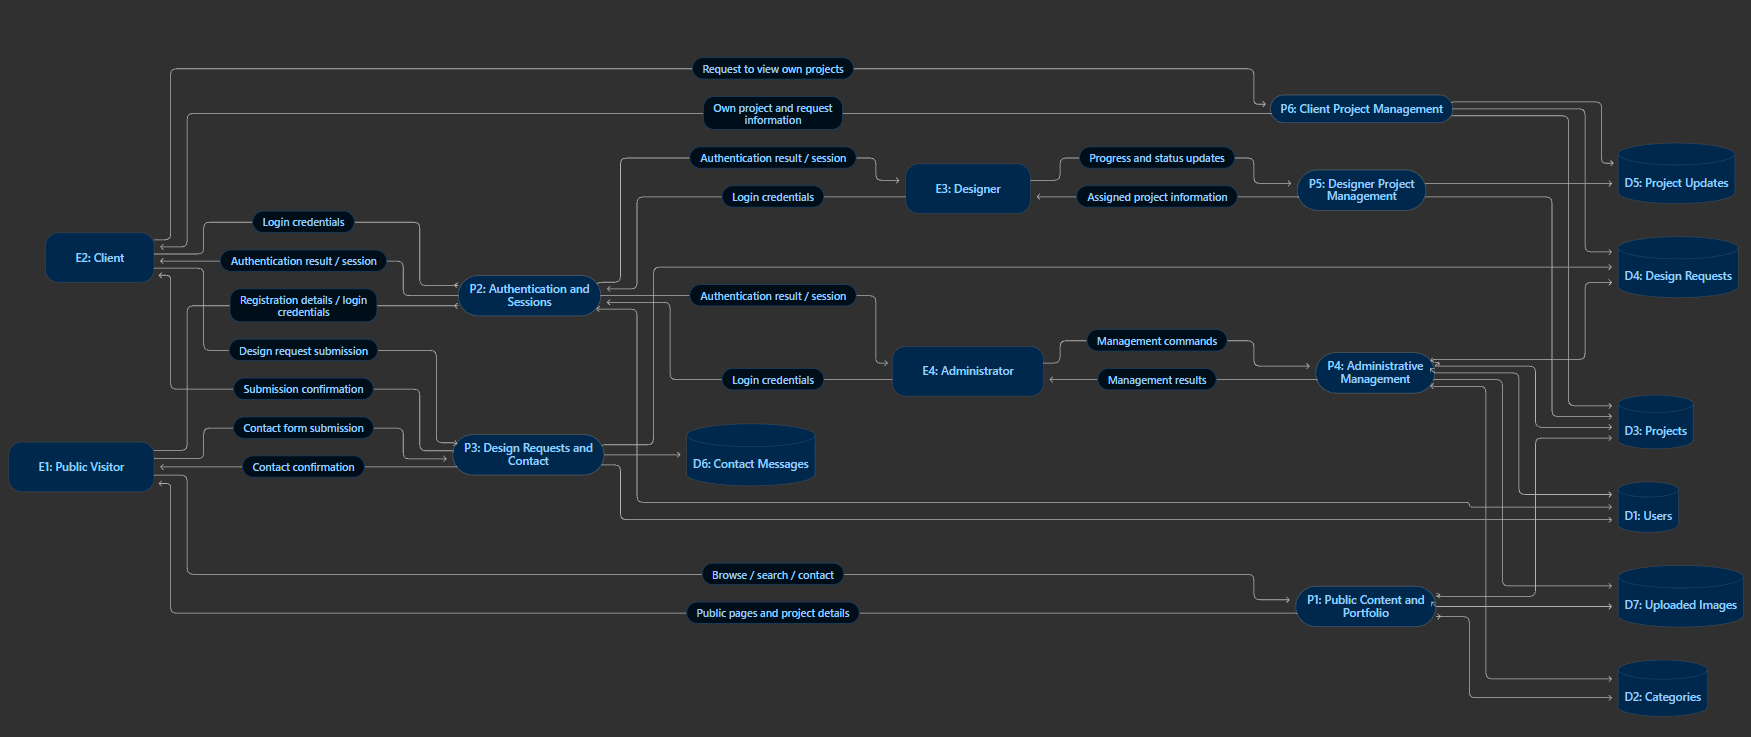 Request to view own projects
Own project and request
information
P6: Client Project Management
Authentication result / session
Progress and status updates
D5: Project Updates
E3: Designer
P5: Designer Project
Management
Login credentials
Assigned project information
Login credentials
E2: Client
Authentication result / session
D4: Design Requests
P2: Authentication and
Sessions
Registration details / login
credentials
Authentication result / session
Management commands
Design request submission
E4: Administrator
P4: Administrative
Management
Login credentials
Management results
Submission confirmation
D3: Projects
Contact form submission
P3: Design Requests and
Contact
D6: Contact Messages
E1: Public Visitor
Contact confirmation
D1: Users
Browse / search / contact
P1: Public Content and
Portfolio
D7: Uploaded Images
Public pages and project details
D2: Categories